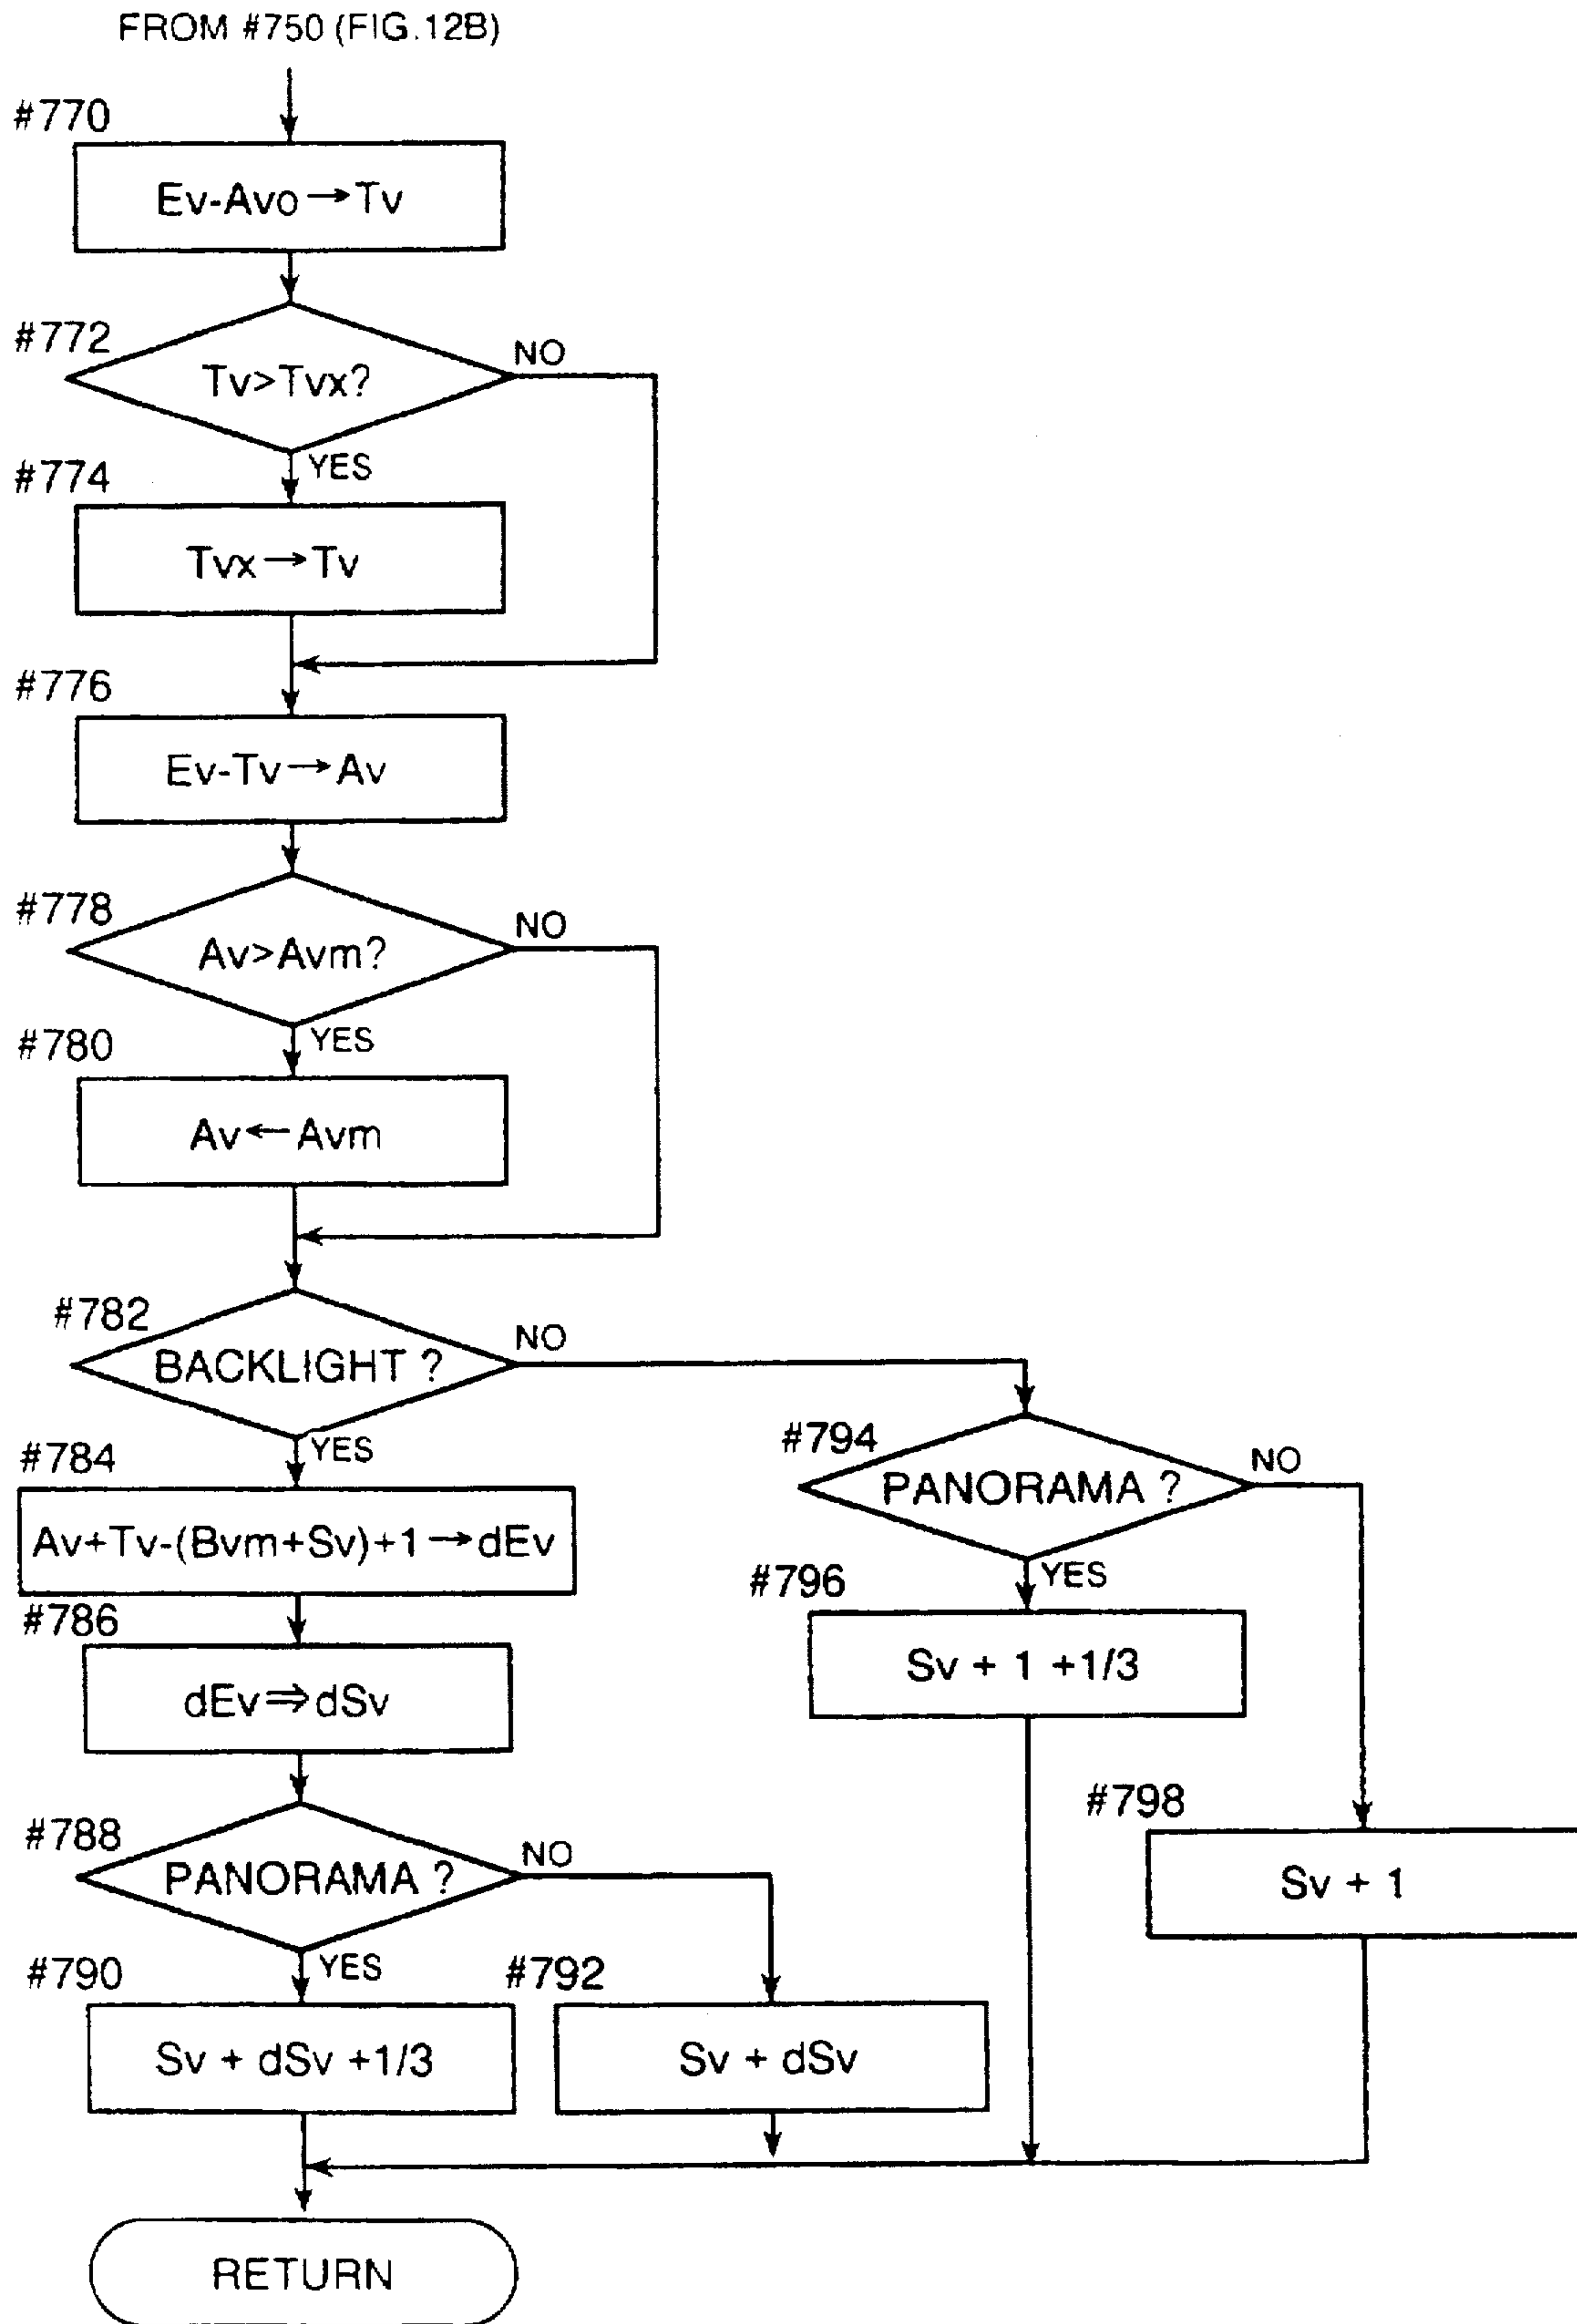 FROM #750 (FIG.12B)
#770
Ev-Avo→Tv
#772
Tv>Tvx?
NO
YES
#774
Tvx→Tv
#776
Ev-Tv→Av
#778
Av>Avm?
NO
YES
#780
Av←Avm
#782
BACKLIGHT ?
NO
YES
#784
Av+Tv-(Bvm+Sv)+1→dEv
#786
dEv⇒dSv
#788
PANORAMA ?
NO
YES
#790
Sv + dSv +1/3
#792
Sv + dSv
#794
PANORAMA ?
NO
YES
#796
Sv + 1 +1/3
#798
Sv + 1
RETURN